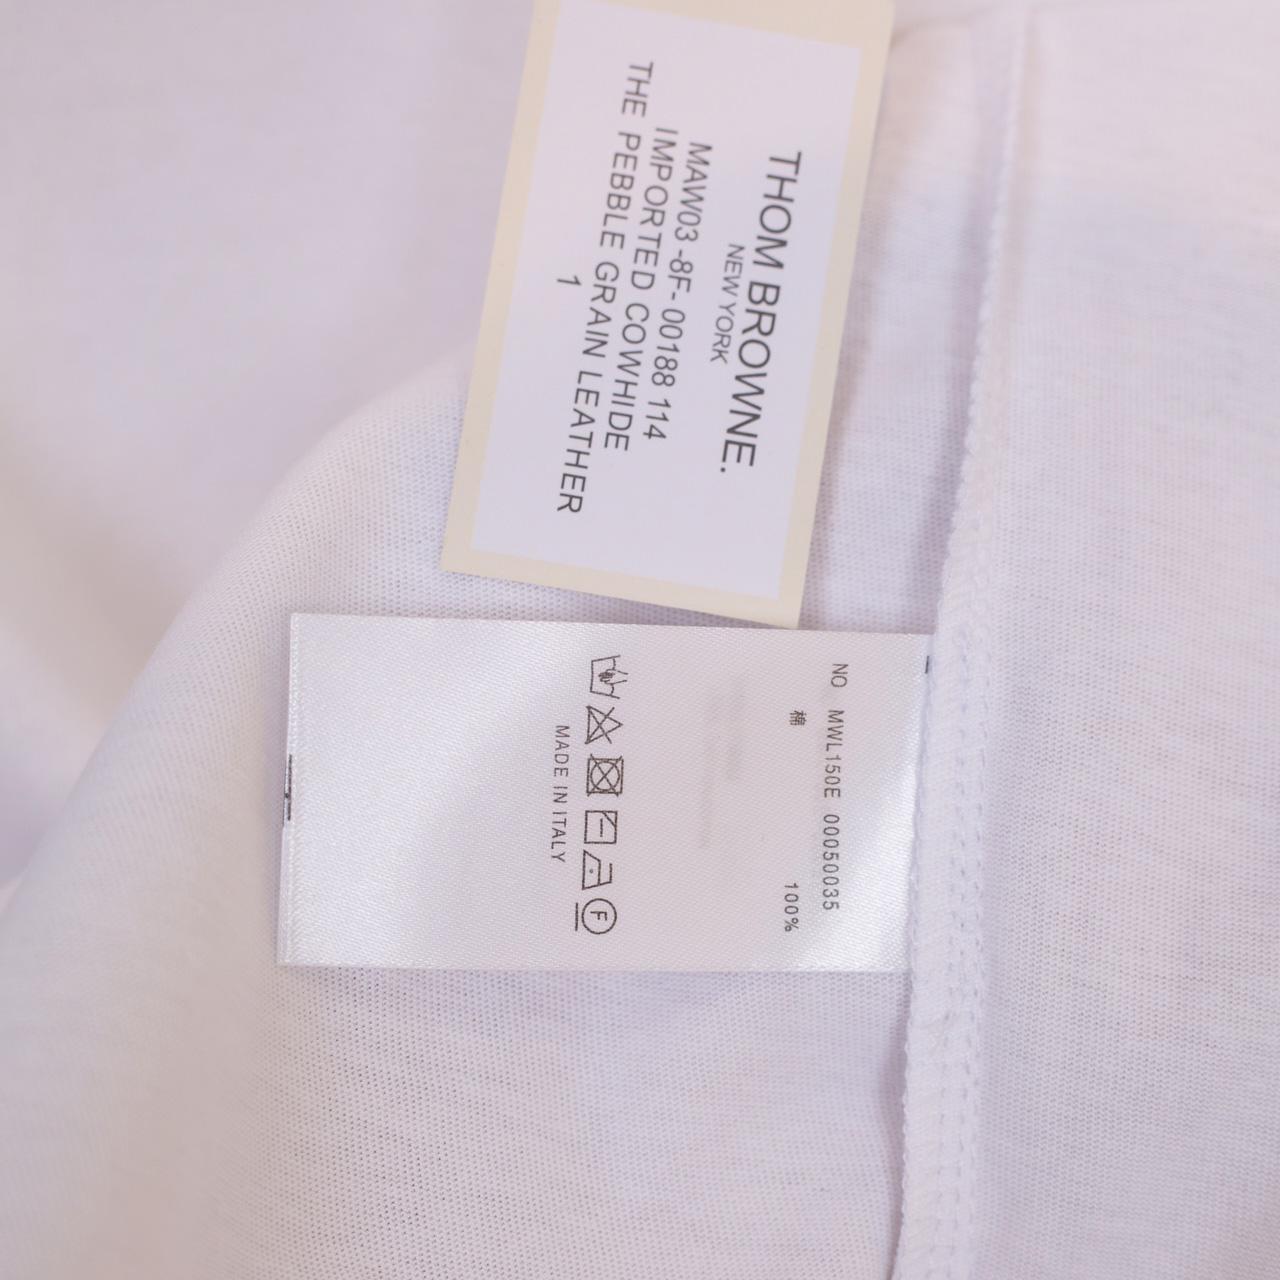 THOM BROWNE.
NEW YORK
MAW03 -8F- 00188 114
IMPORTED COWHIDE
THE PEBBLE GRAIN LEATHER
1
NO MWL150E 00050035
棉 100%
F
MADE IN ITALY